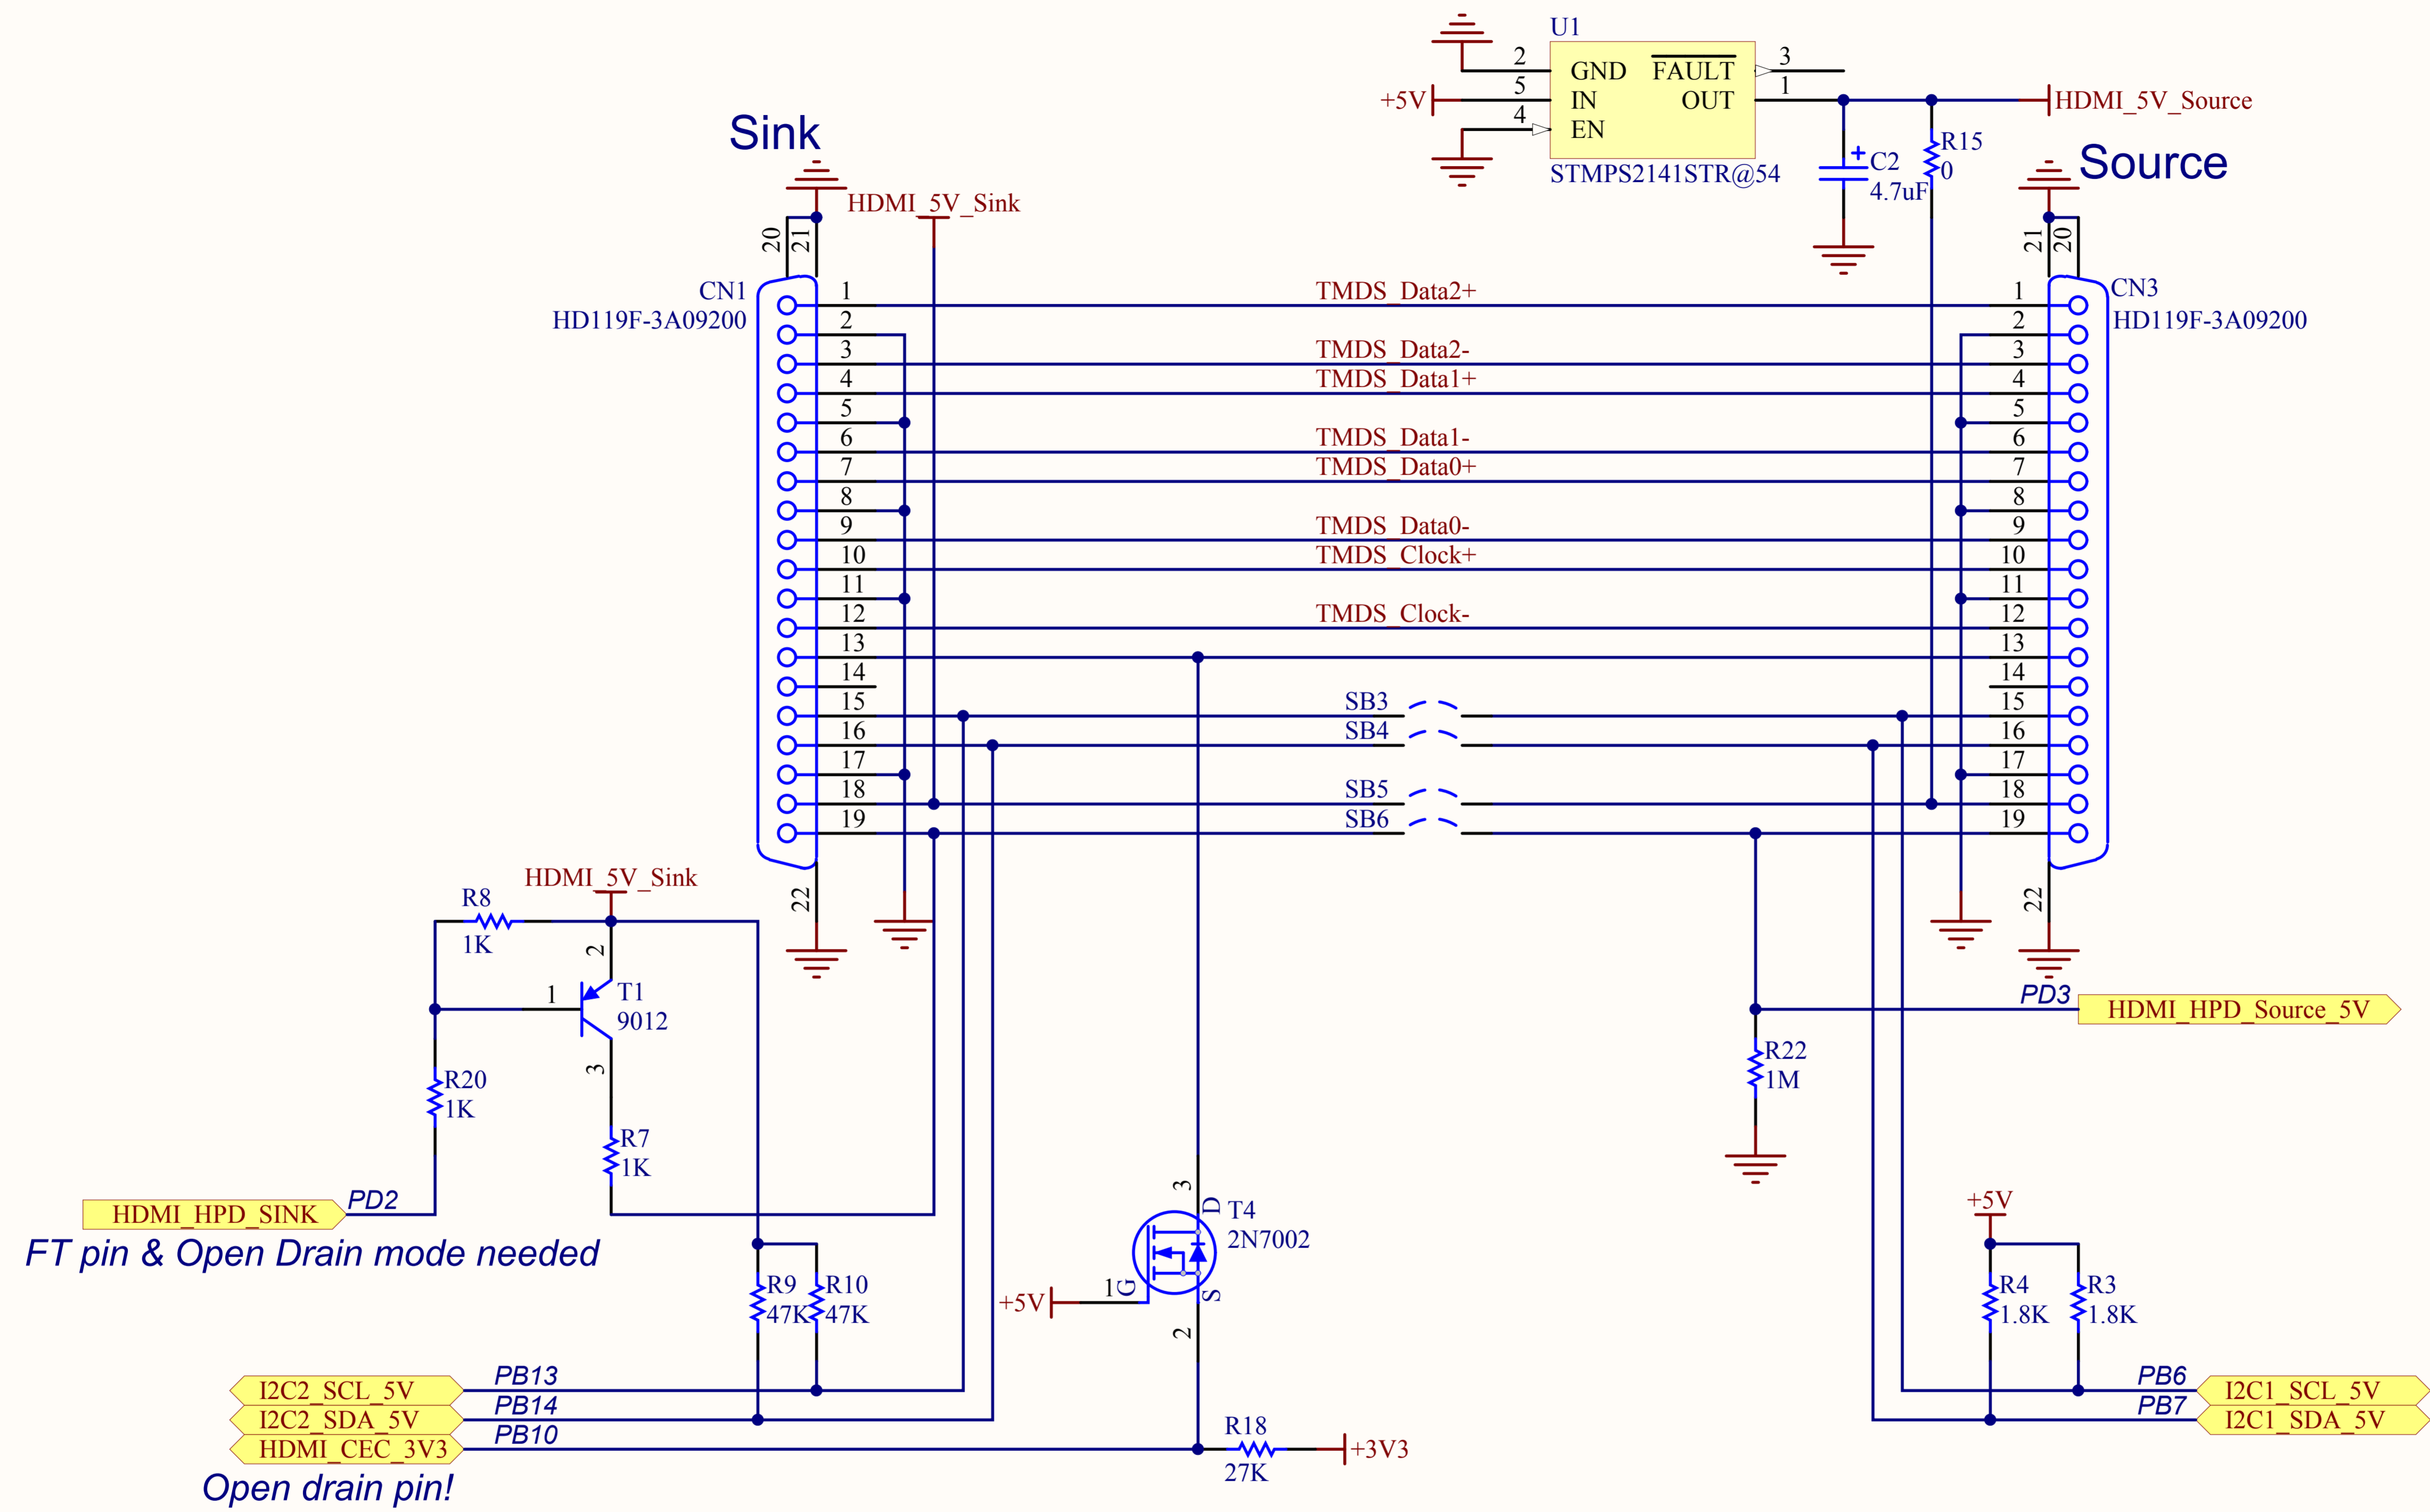 U1
2
GND
FAULT
3
+5V
5
IN
OUT
1
HDMI_5V_Source
4
EN
STMPS2141STR@54
C2
4.7uF
R15
0
Sink
Source
HDMI_5V_Sink
20
21
21
20
CN1
HD119F-3A09200
CN3
HD119F-3A09200
1
TMDS_Data2+
1
2
2
3
TMDS_Data2-
3
4
TMDS_Data1+
4
5
5
6
TMDS_Data1-
6
7
TMDS_Data0+
7
8
8
9
TMDS_Data0-
9
10
TMDS_Clock+
10
11
11
12
TMDS_Clock-
12
13
13
14
14
15
SB3
15
16
SB4
16
17
17
18
SB5
18
19
SB6
19
22
22
HDMI_5V_Sink
R8
1K
2
1
T1
9012
3
R20
1K
R7
1K
HDMI_HPD_SINK
PD2
FT pin & Open Drain mode needed
PD3
HDMI_HPD_Source_5V
R22
1M
3
D
T4
2N7002
+5V
1
G
S
2
R9
47K
R10
47K
+5V
R4
1.8K
R3
1.8K
I2C2_SCL_5V
PB13
I2C2_SDA_5V
PB14
HDMI_CEC_3V3
PB10
Open drain pin!
R18
27K
+3V3
PB6
I2C1_SCL_5V
PB7
I2C1_SDA_5V